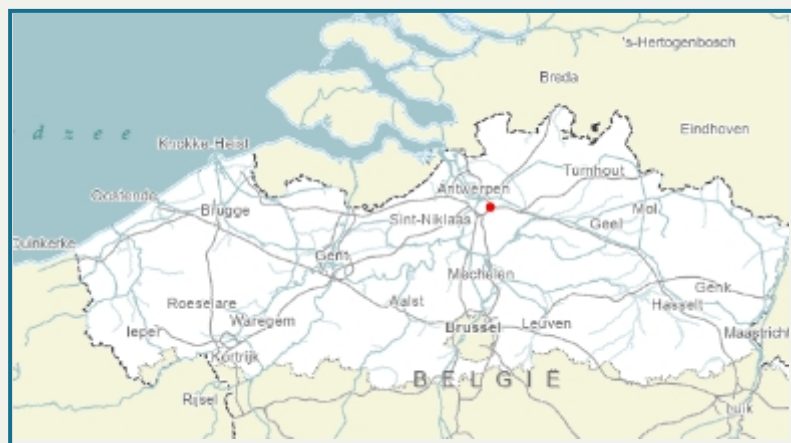 's-Hertogenbosch
Breda
Eindhoven
d z e e
Knokke-Heist
Turnhout
Antwerpen
Oostende
Mol
Brugge
Sint-Niklaas
Geel
Duinkerke
Gent
Mechelen
Genk
Roeselare
Aalst
Hasselt
Waregem
Brussel
Leuven
Ieper
Maastricht
Kortrijk
BELGIË
Rijsel
Luik